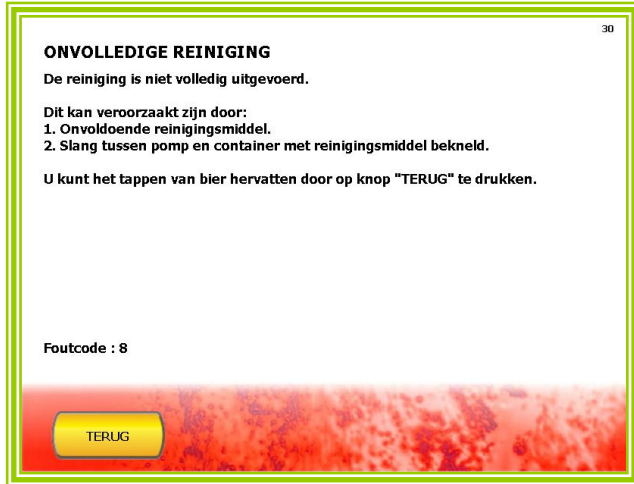 30
ONVOLLEDIGE REINIGING
De reiniging is niet volledig uitgevoerd.
Dit kan veroorzaakt zijn door:
1. Onvoldoende reinigingsmiddel.
2. Slang tussen pomp en container met reinigingsmiddel bekneld.
U kunt het tappen van bier hervatten door op knop "TERUG" te drukken.
Foutcode : 8
TERUG